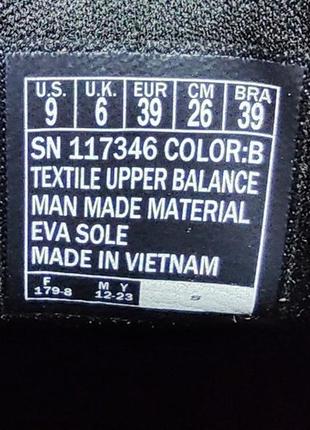 U.S. U.K. EUR CM BRA
9 6 39 26 39
SN 117346 COLOR:B
TEXTILE UPPER BALANCE
MAN MADE MATERIAL
EVA SOLE
MADE IN VIETNAM
F M Y
179-8 12-23 S